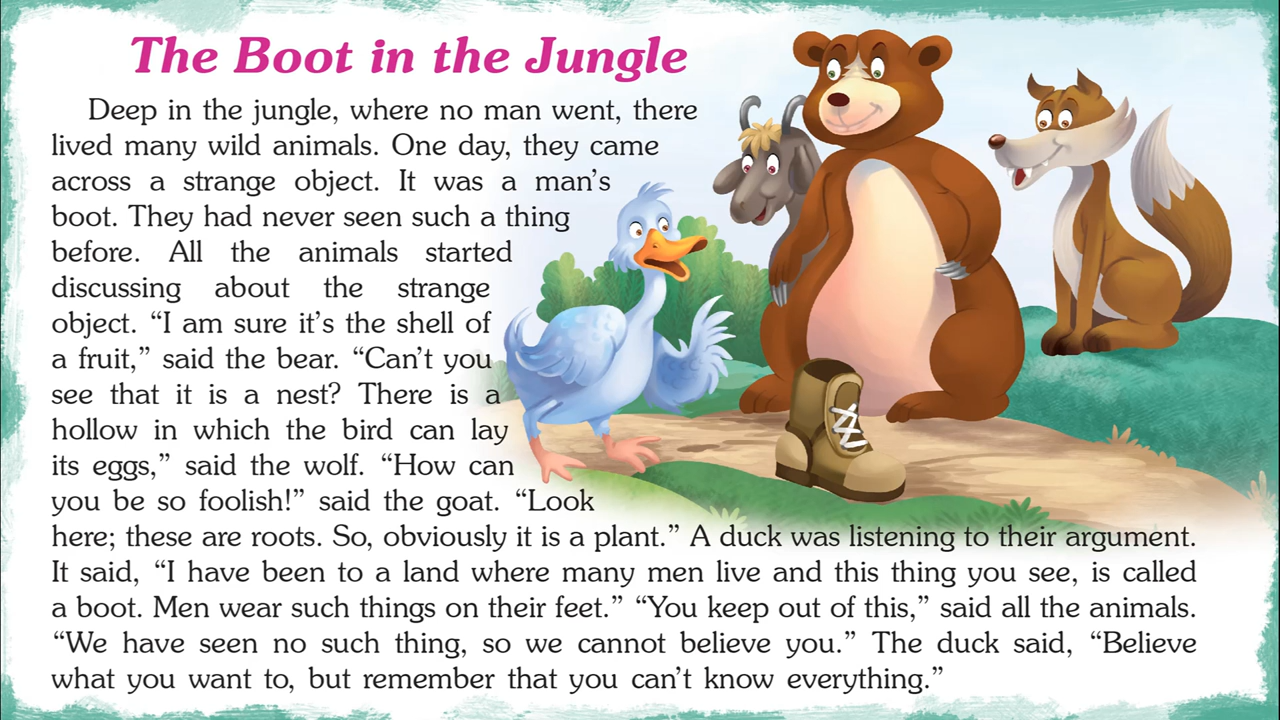 The Boot in the Jungle
Deep in the jungle, where no man went, there
lived many wild animals. One day, they came
across a strange object. It was a man's
boot. They had never seen such a thing
before. All the animals started
discussing about the strange
object. “I am sure it's the shell of
a fruit,” said the bear. “Can't you
see that it is a nest? There is a
hollow in which the bird can lay
its eggs,” said the wolf. “How can
you be so foolish!” said the goat. “Look
here; these are roots. So, obviously it is a plant.” A duck was listening to their argument.
It said, “I have been to a land where many men live and this thing you see, is called
a boot. Men wear such things on their feet.” “You keep out of this,” said all the animals.
“We have seen no such thing, so we cannot believe you.” The duck said, “Believe
what you want to, but remember that you can't know everything.”